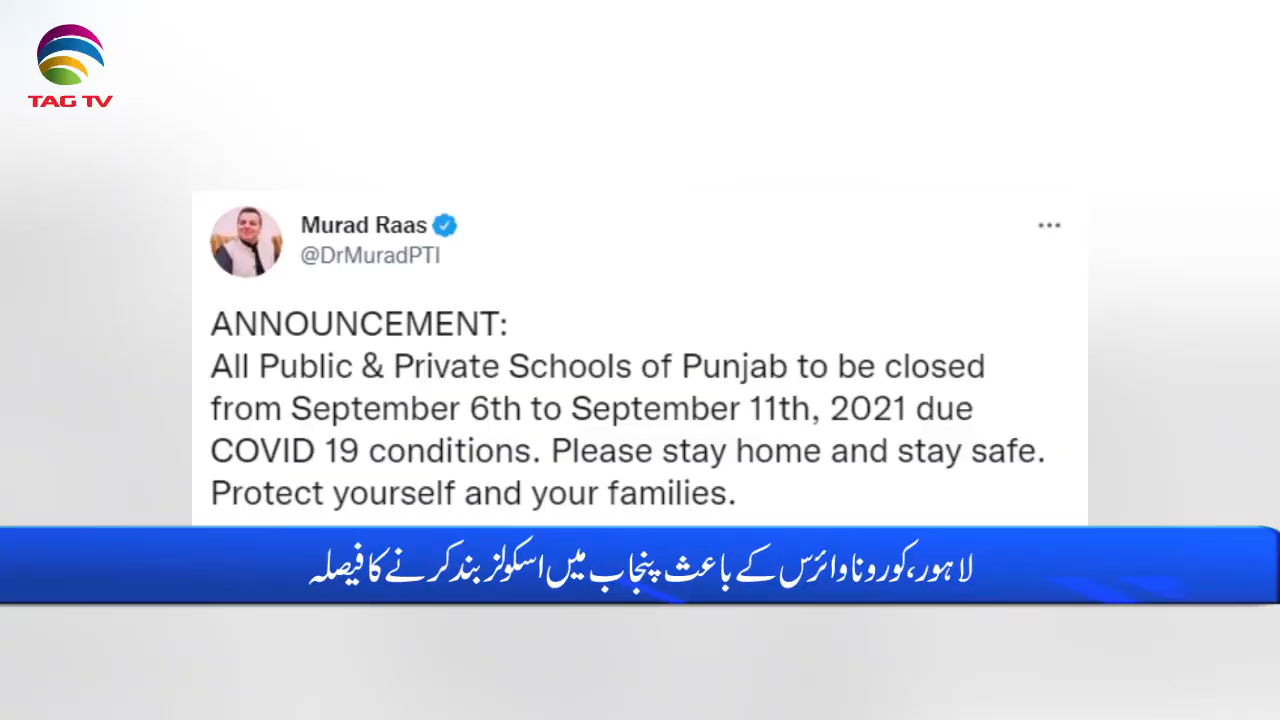 TAG TV
Murad Raas
@DrMuradPTI
ANNOUNCEMENT:
All Public & Private Schools of Punjab to be closed
from September 6th to September 11th, 2021 due
COVID 19 conditions. Please stay home and stay safe.
Protect yourself and your families.
لاہور، کورونا وائرس کے باعث پنجاب میں اسکولز بند کرنے کا فیصلہ